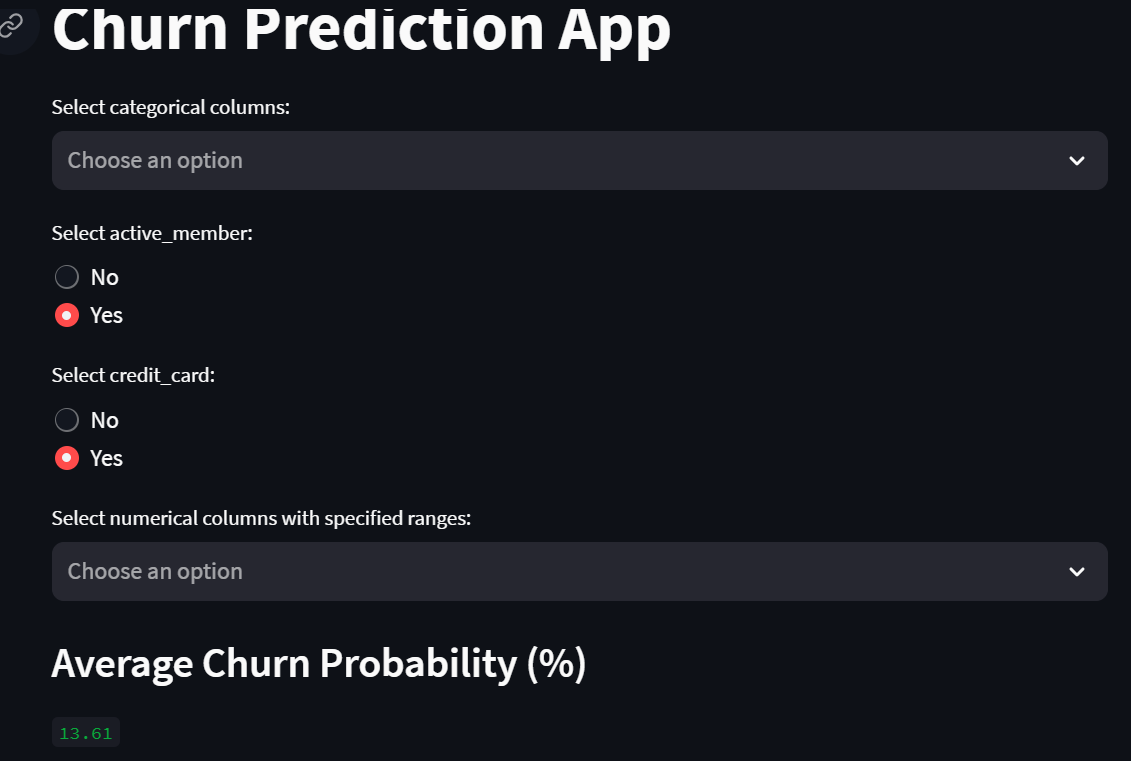 Churn Prediction App
Select categorical columns:
Choose an option
Select active_member:
No
Yes
Select credit_card:
No
Yes
Select numerical columns with specified ranges:
Choose an option
Average Churn Probability (%)
13.61